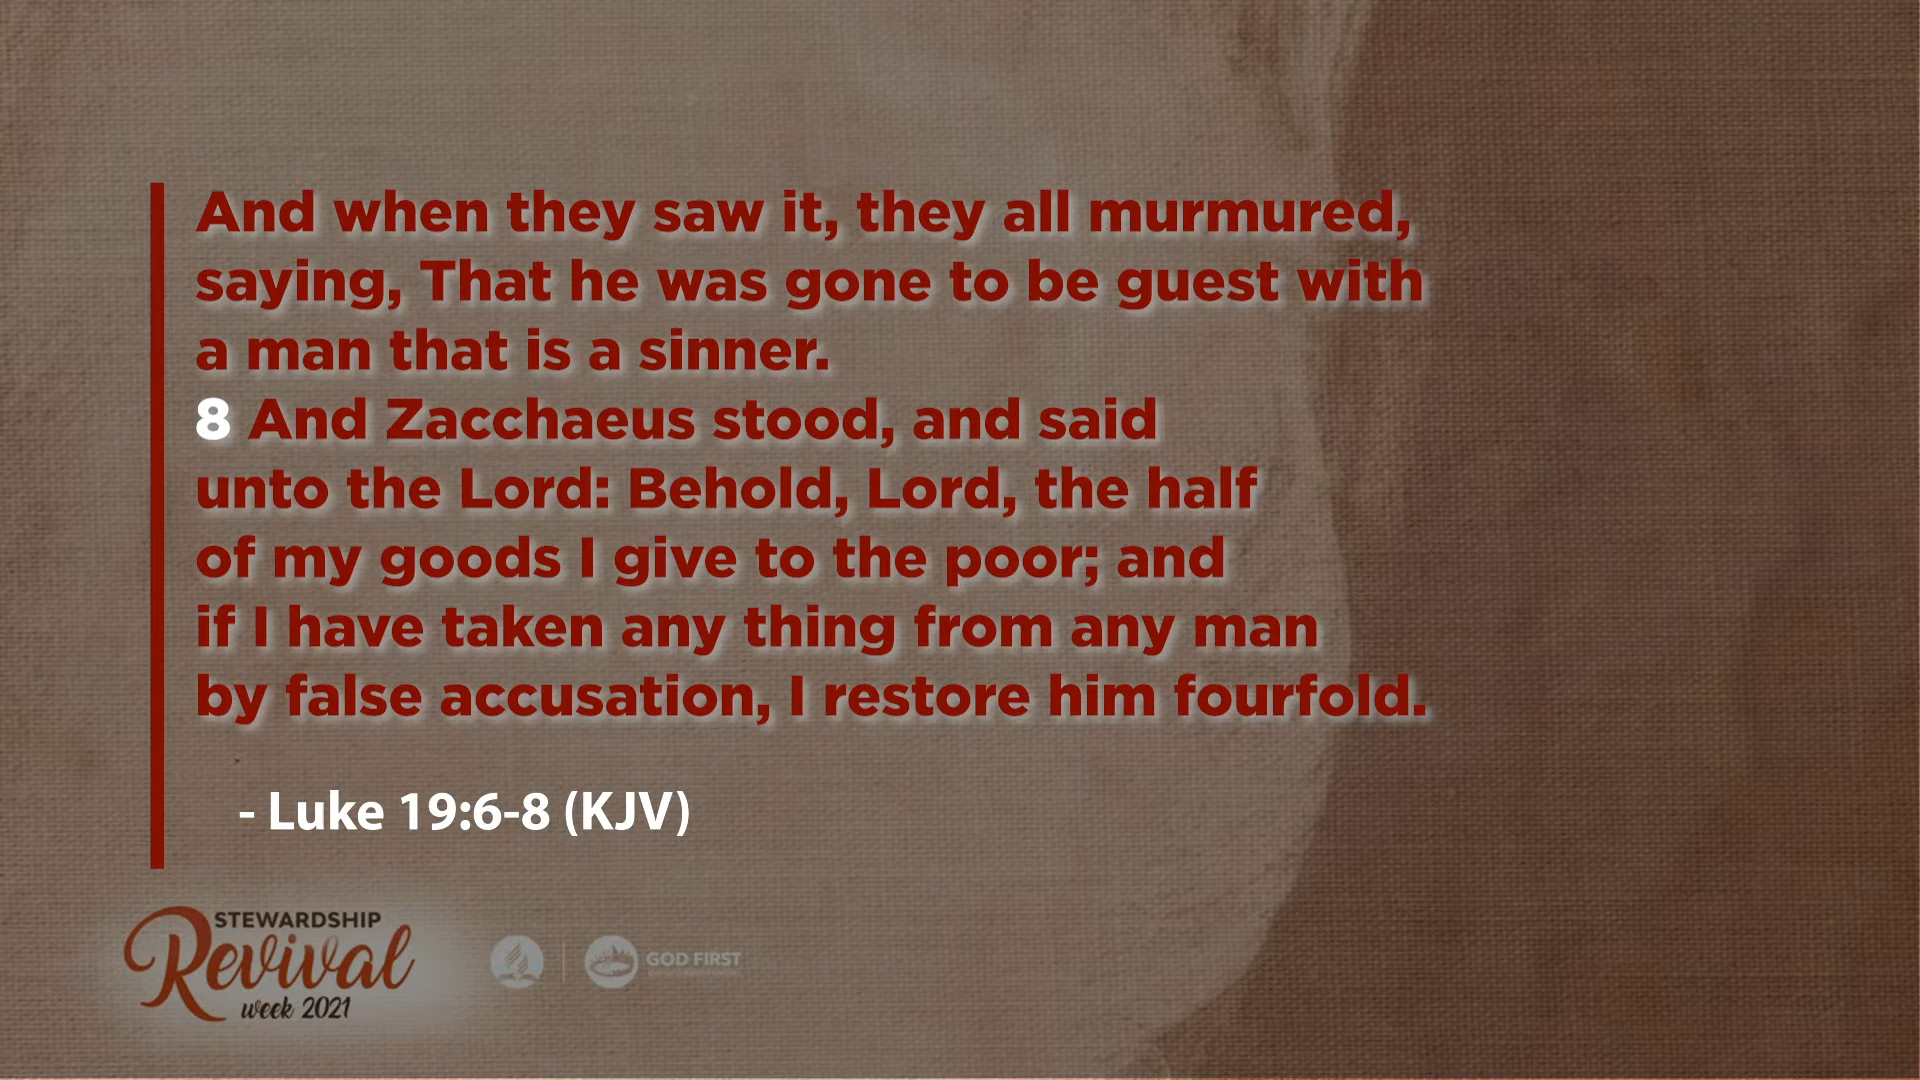 And when they saw it, they all murmured,
saying, That he was gone to be guest with
a man that is a sinner.
8 And Zacchaeus stood, and said
unto the Lord: Behold, Lord, the half
of my goods I give to the poor; and
if I have taken any thing from any man
by false accusation, I restore him fourfold.
- Luke 19:6-8 (KJV)
STEWARDSHIP
Revival
week 2021
GOD FIRST